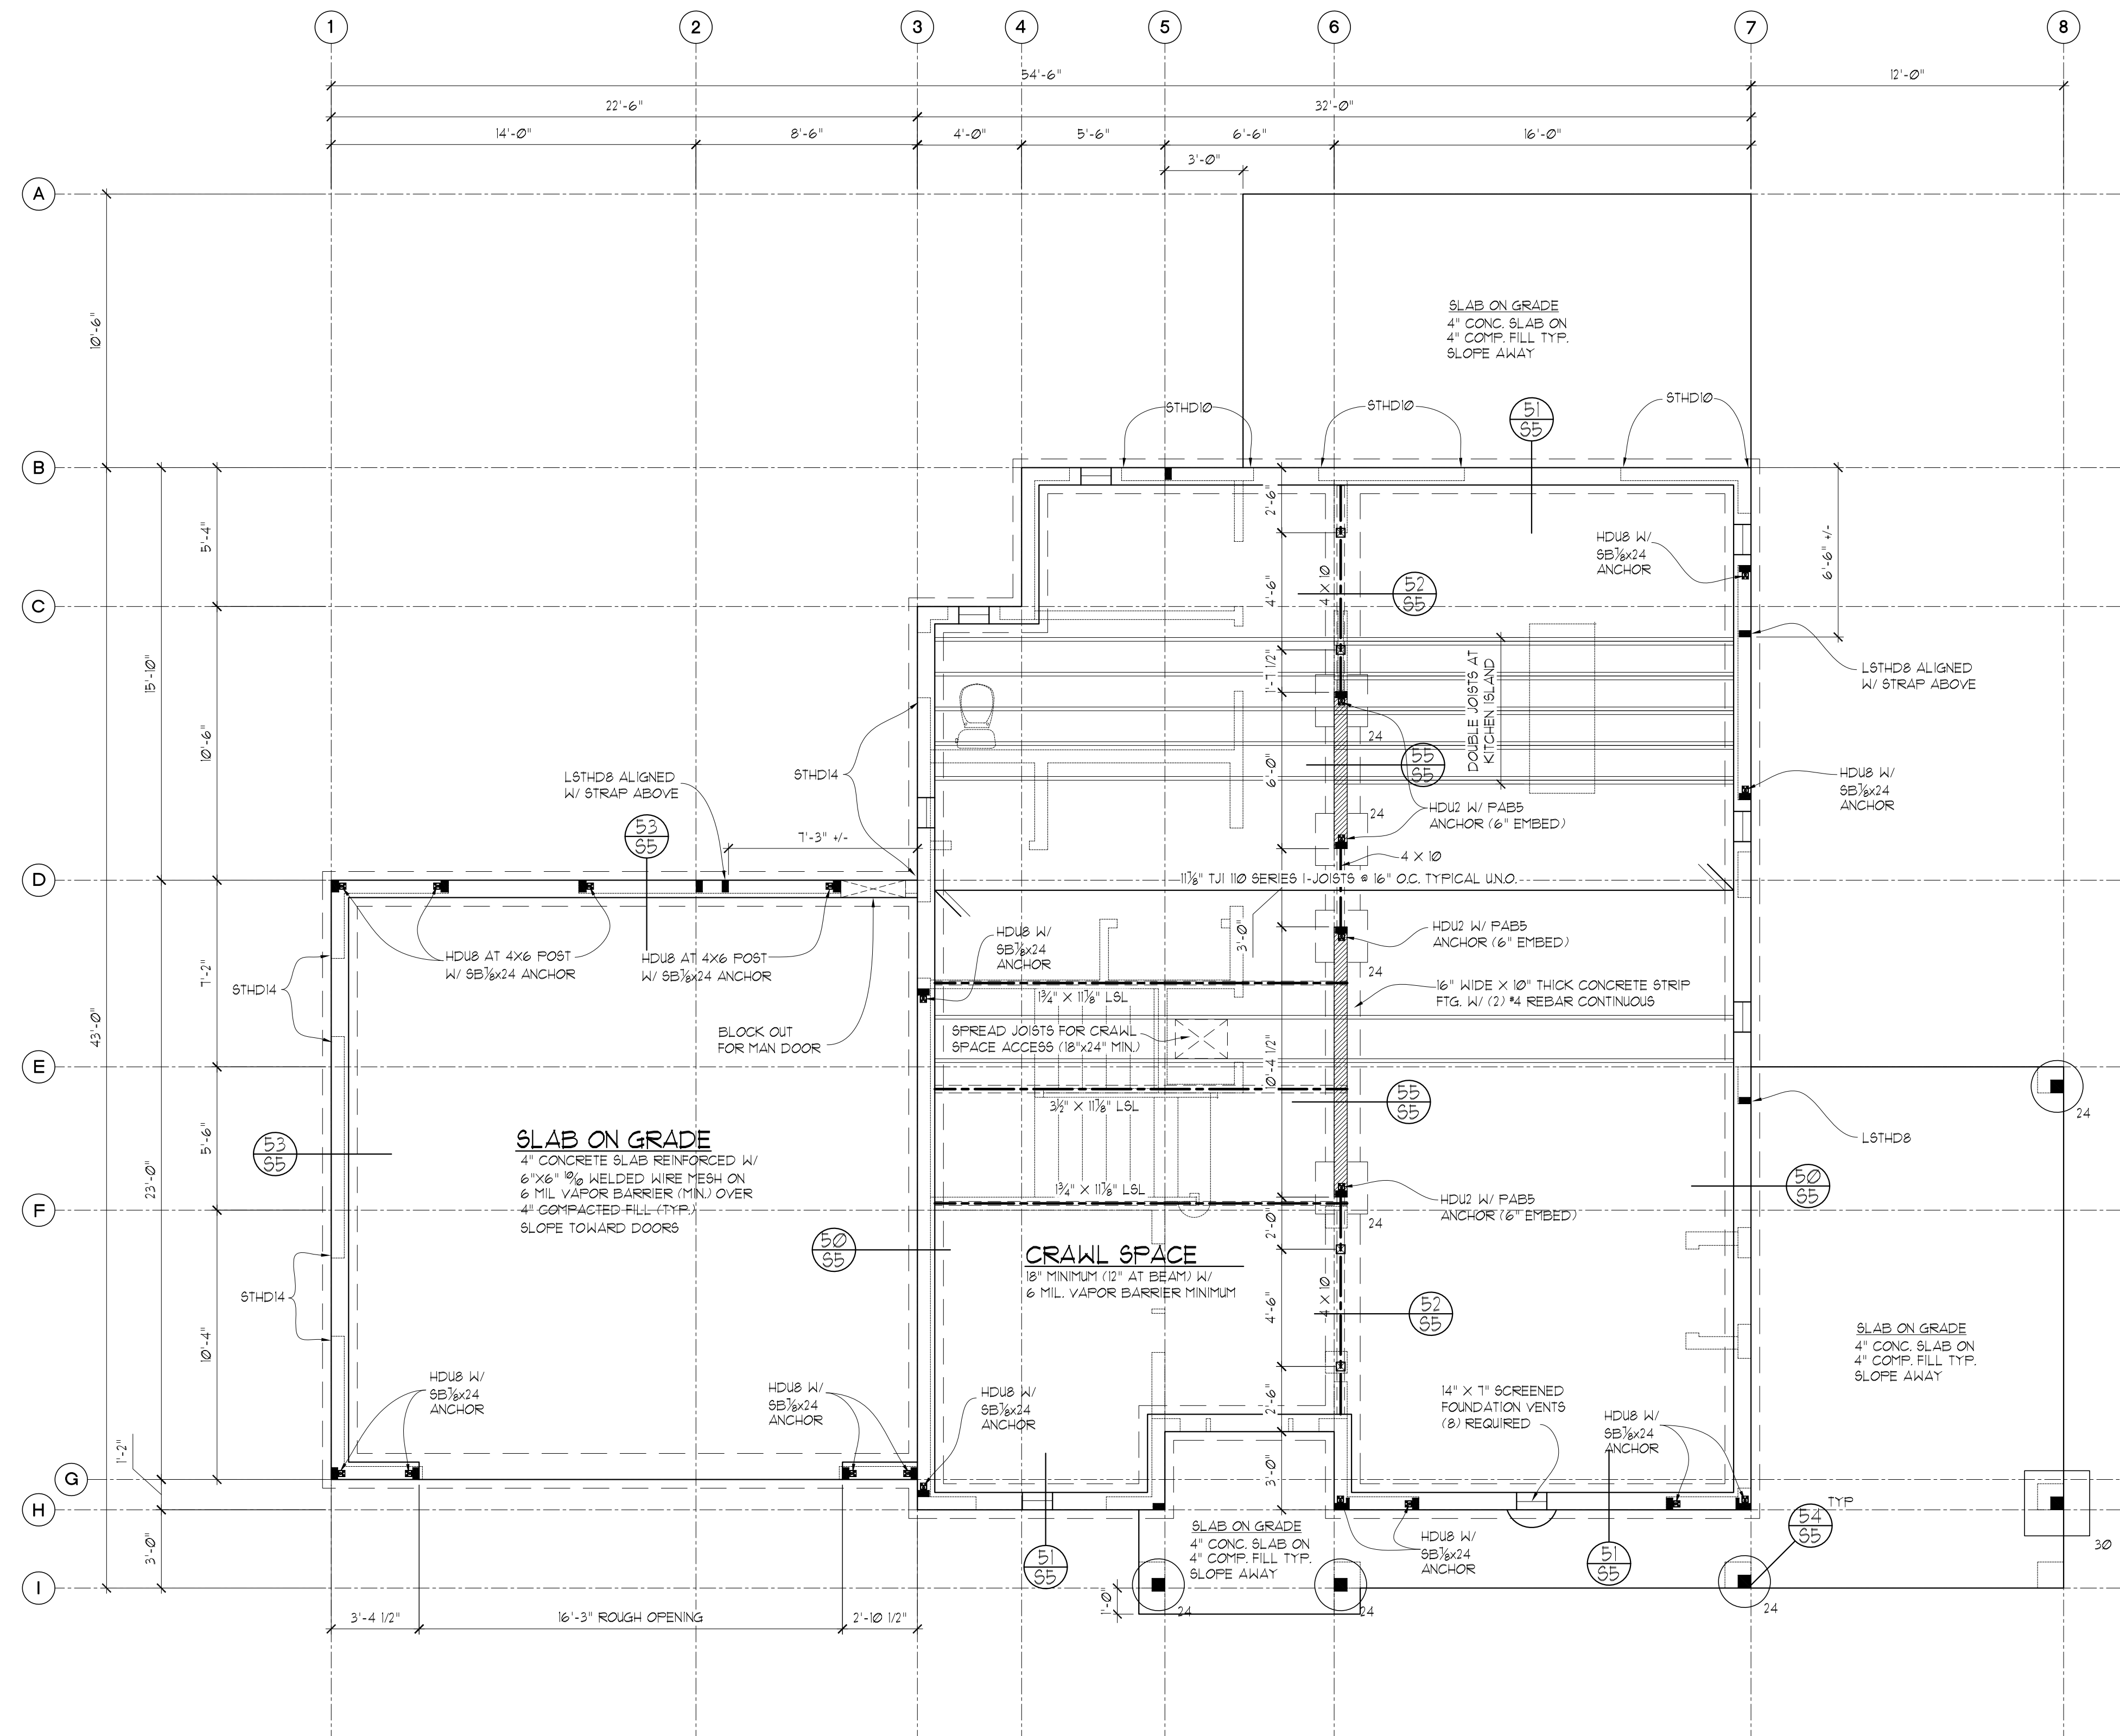 1 2 3 4 5 6 7 8
54'-6" 12'-0"
22'-6" 32'-0"
14'-0" 8'-6" 4'-0" 5'-6" 6'-6" 16'-0"
3'-0"
A
10'-6"
SLAB ON GRADE
4" CONC. SLAB ON
4" COMP. FILL TYP.
SLOPE AWAY
STHD10 STHD10 STHD10
51
S5
B
5'-4"
2'-6"
HDU8 W/
SB⅞x24
ANCHOR
6'-6" +/-
4'-6"
4 X 10
52
S5
C
15'-10"
10'-6"
1'-7 1/2"
DOUBLE JOISTS AT
KITCHEN ISLAND
LSTHD8 ALIGNED
W/ STRAP ABOVE
24
6'-0"
55
S5
STHD14
LSTHD8 ALIGNED
W/ STRAP ABOVE
HDU8 W/
SB⅞x24
ANCHOR
53
S5
7'-3" +/-
24
HDU2 W/ PAB5
ANCHOR (6" EMBED)
4 X 10
D
11⅞" TJI 110 SERIES I-JOISTS @ 16" O.C. TYPICAL U.N.O.
7'-2"
43'-0"
STHD14
HDU8 AT 4X6 POST
W/ SB⅞x24 ANCHOR
HDU8 AT 4X6 POST
W/ SB⅞x24 ANCHOR
HDU8 W/
SB⅞x24
ANCHOR
3'-0"
HDU2 W/ PAB5
ANCHOR (6" EMBED)
24
16" WIDE X 10" THICK CONCRETE STRIP
FTG. W/ (2) #4 REBAR CONTINUOUS
1¾" X 11⅞" LSL
BLOCK OUT
FOR MAN DOOR
SPREAD JOISTS FOR CRAWL
SPACE ACCESS (18"x24" MIN.)
10'-4 1/2"
E
3½" X 11⅞" LSL
55
S5
24
LSTHD8
5'-6"
23'-0"
53
S5
SLAB ON GRADE
4" CONCRETE SLAB REINFORCED W/
6"X6" 10/10 WELDED WIRE MESH ON
6 MIL VAPOR BARRIER (MIN.) OVER
4" COMPACTED FILL (TYP.)
SLOPE TOWARD DOORS
1¾" X 11⅞" LSL
HDU2 W/ PAB5
ANCHOR (6" EMBED)
24
50
S5
F
2'-0"
50
S5
CRAWL SPACE
18" MINIMUM (12" AT BEAM) W/
6 MIL. VAPOR BARRIER MINIMUM
STHD14
10'-4"
4'-6"
4 X 10
52
S5
SLAB ON GRADE
4" CONC. SLAB ON
4" COMP. FILL TYP.
SLOPE AWAY
HDU8 W/
SB⅞x24
ANCHOR
HDU8 W/
SB⅞x24
ANCHOR
HDU8 W/
SB⅞x24
ANCHOR
2'-6"
14" X 7" SCREENED
FOUNDATION VENTS
(8) REQUIRED
HDU8 W/
SB⅞x24
ANCHOR
1'-2"
G
3'-0"
H
TYP
54
S5
3'-0"
SLAB ON GRADE
4" CONC. SLAB ON
4" COMP. FILL TYP.
SLOPE AWAY
HDU8 W/
SB⅞x24
ANCHOR
51
S5
51
S5
30
I
1'-0"
24 24 24
3'-4 1/2" 16'-3" ROUGH OPENING 2'-10 1/2"